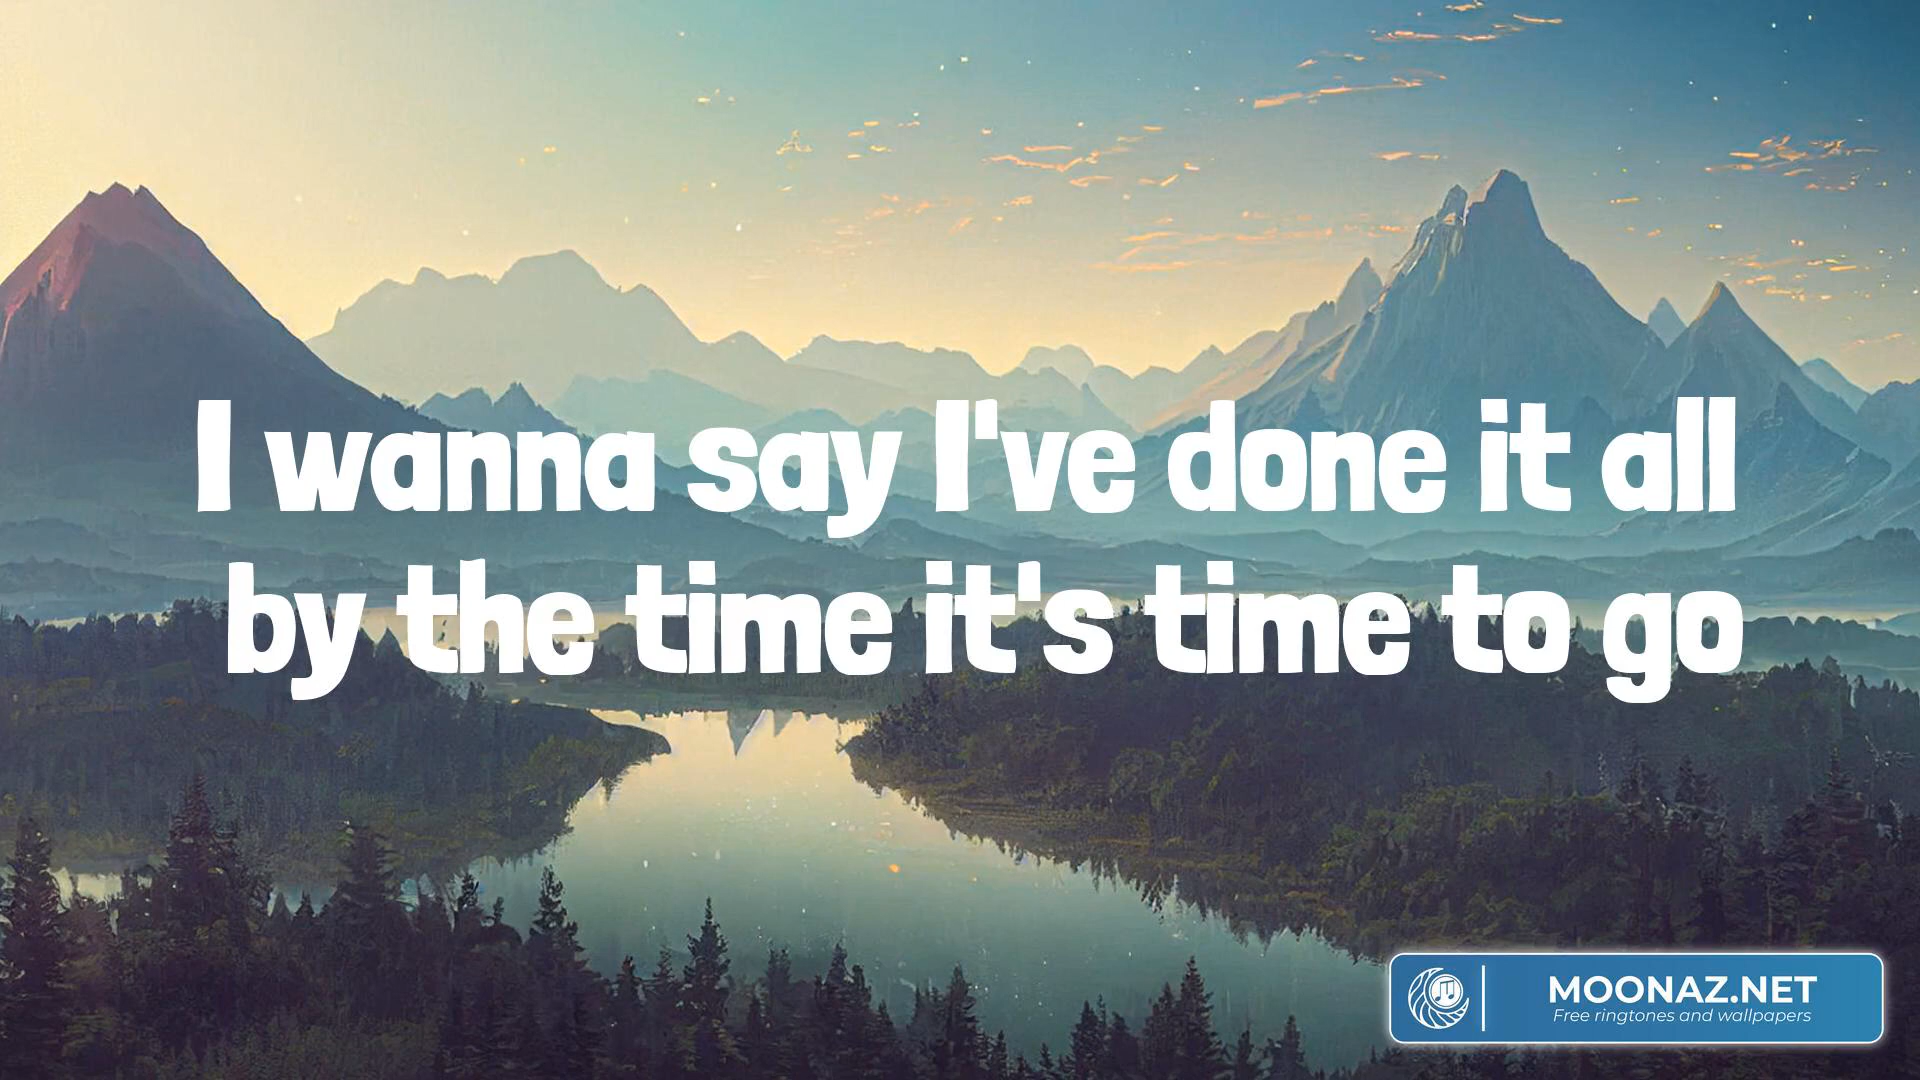 I wanna say I've done it all
by the time it's time to go
MOONAZ.NET
Free ringtones and wallpapers